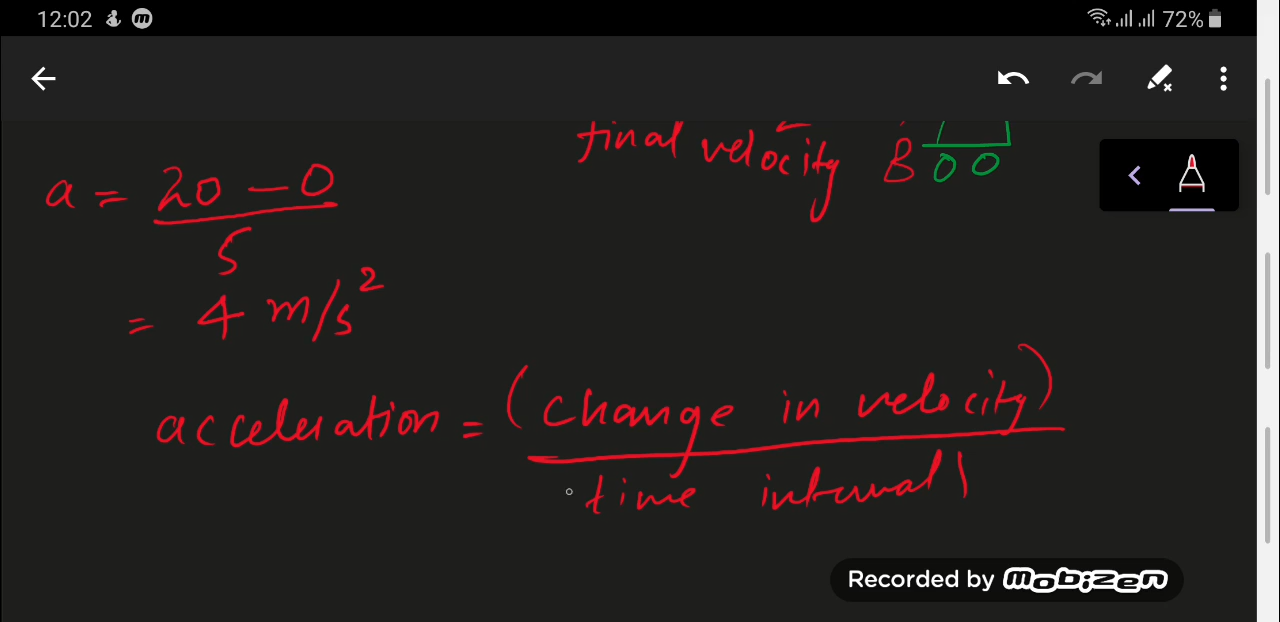 12:02 m 72%
final velocity B
a = 20 - 0
5
= 4 m/s²
acceleration = (change in velocity)
time interval)
Recorded by mobizen